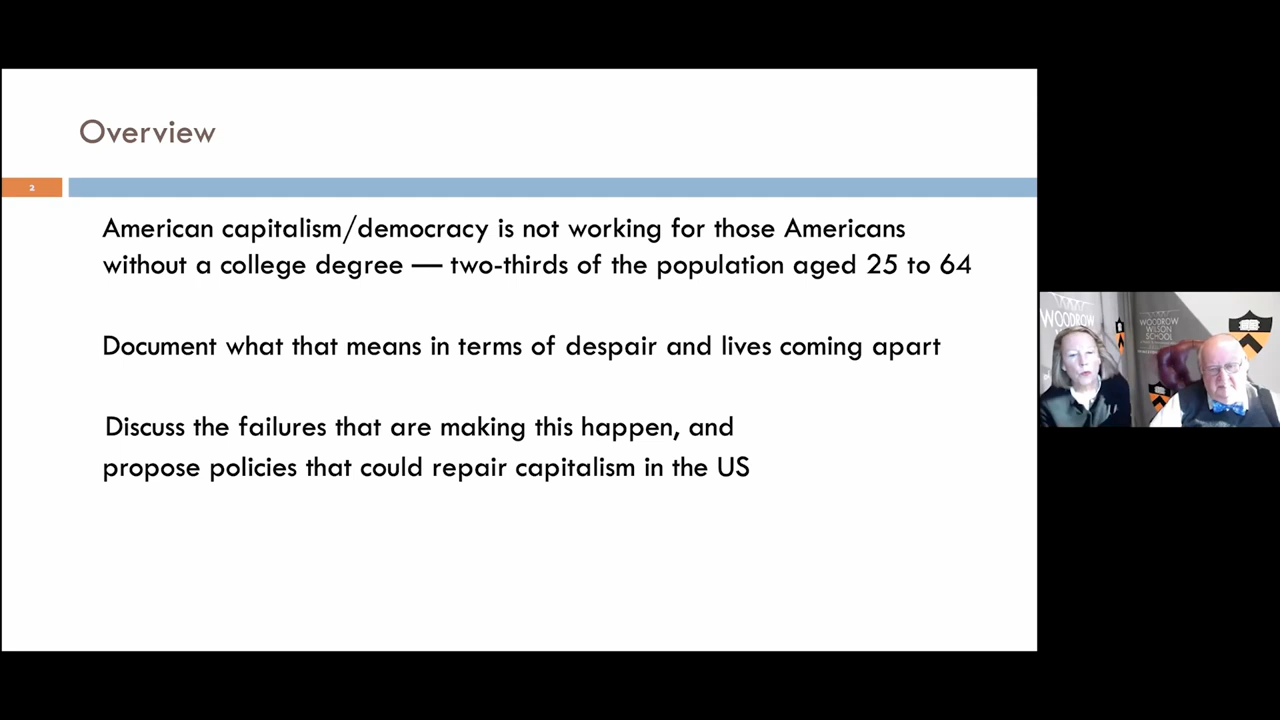 Overview
2
American capitalism/democracy is not working for those Americans
without a college degree — two-thirds of the population aged 25 to 64
Document what that means in terms of despair and lives coming apart
Discuss the failures that are making this happen, and
propose policies that could repair capitalism in the US
WOODROW
WOODROW
WILSON
SCHOOL